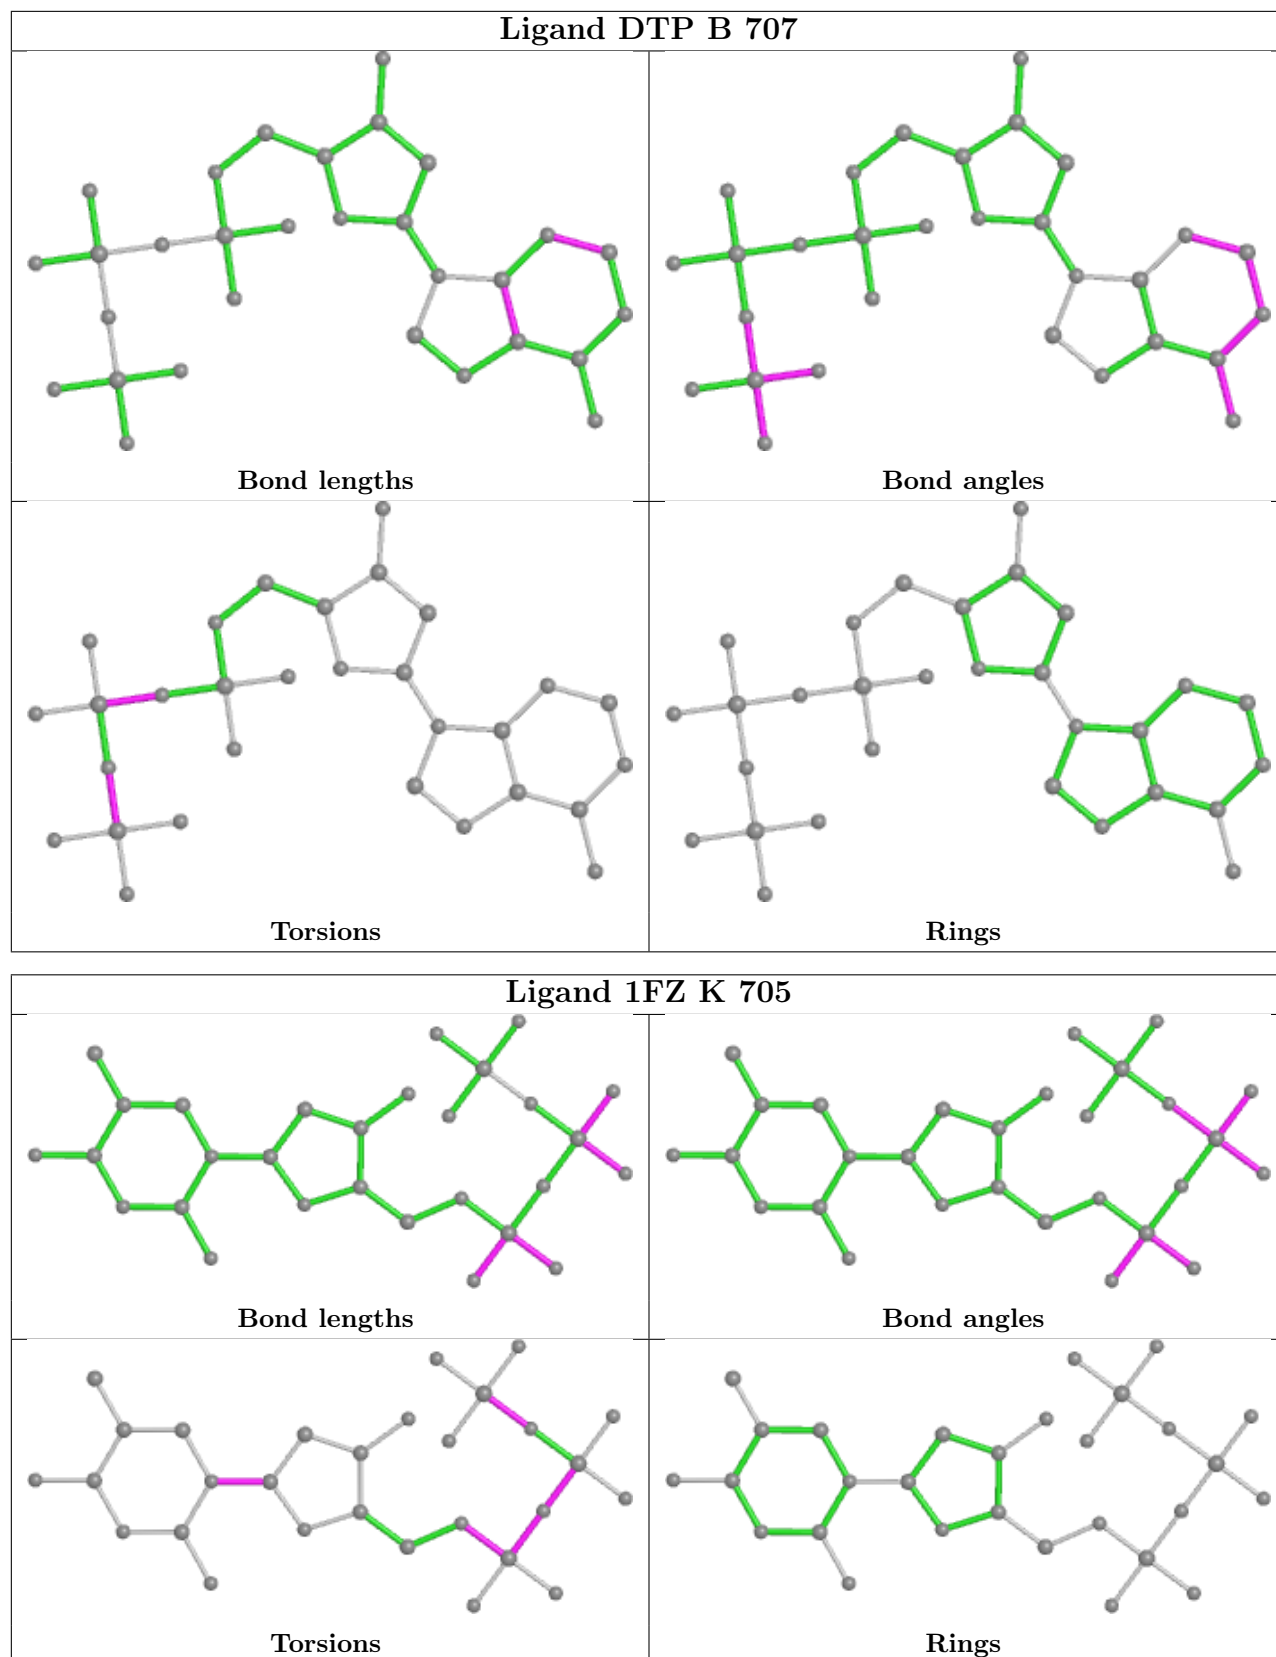 Ligand DTP B 707
Bond lengths
Bond angles
Torsions
Rings
Ligand 1FZ K 705
Bond lengths
Bond angles
Torsions
Rings